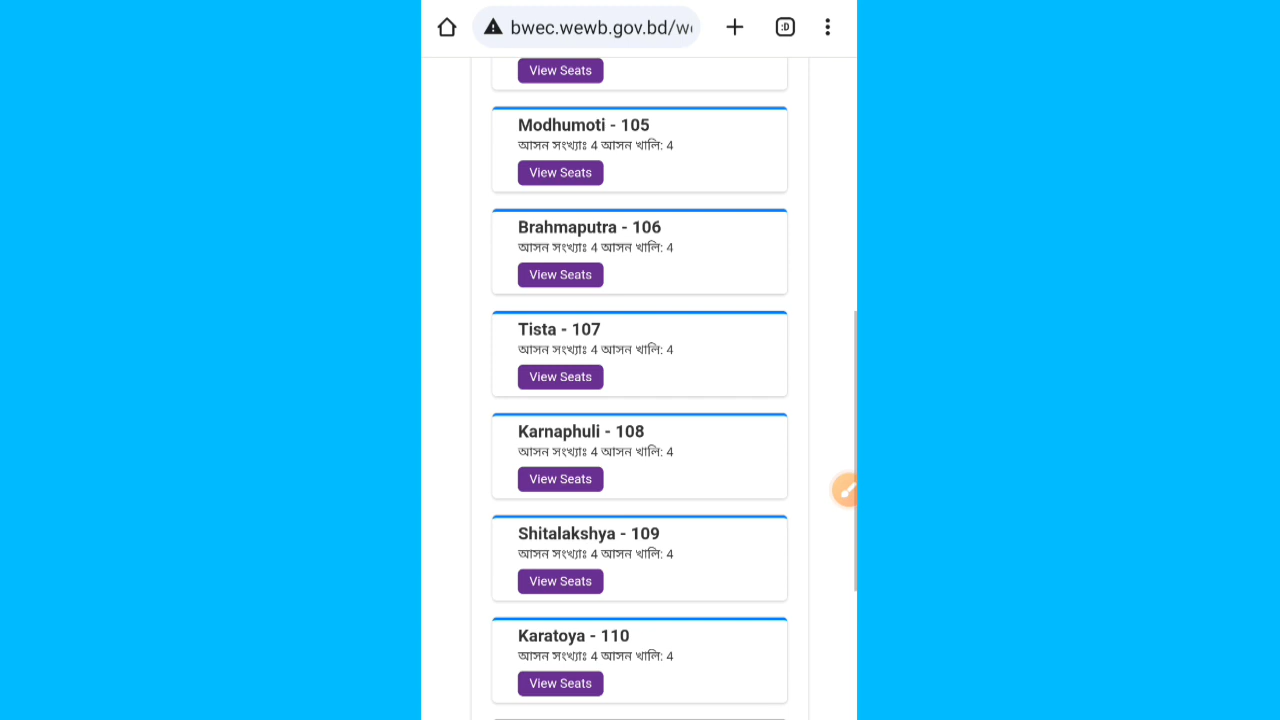 bwec.wewb.gov.bd/we
:D
View Seats
Modhumoti - 105
আসন সংখ্যাঃ 4 আসন খালি: 4
View Seats
Brahmaputra - 106
আসন সংখ্যাঃ 4 আসন খালি: 4
View Seats
Tista - 107
আসন সংখ্যাঃ 4 আসন খালি: 4
View Seats
Karnaphuli - 108
আসন সংখ্যাঃ 4 আসন খালি: 4
View Seats
Shitalakshya - 109
আসন সংখ্যাঃ 4 আসন খালি: 4
View Seats
Karatoya - 110
আসন সংখ্যাঃ 4 আসন খালি: 4
View Seats